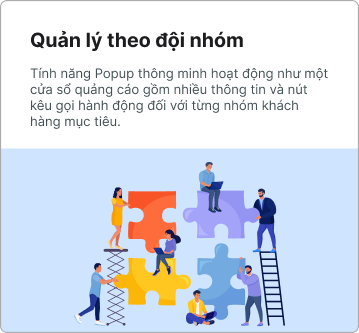 Quản lý theo đội nhóm
Tính năng Popup thông minh hoạt động như một
cửa sổ quảng cáo gồm nhiều thông tin và nút
kêu gọi hành động đối với từng nhóm khách
hàng mục tiêu.